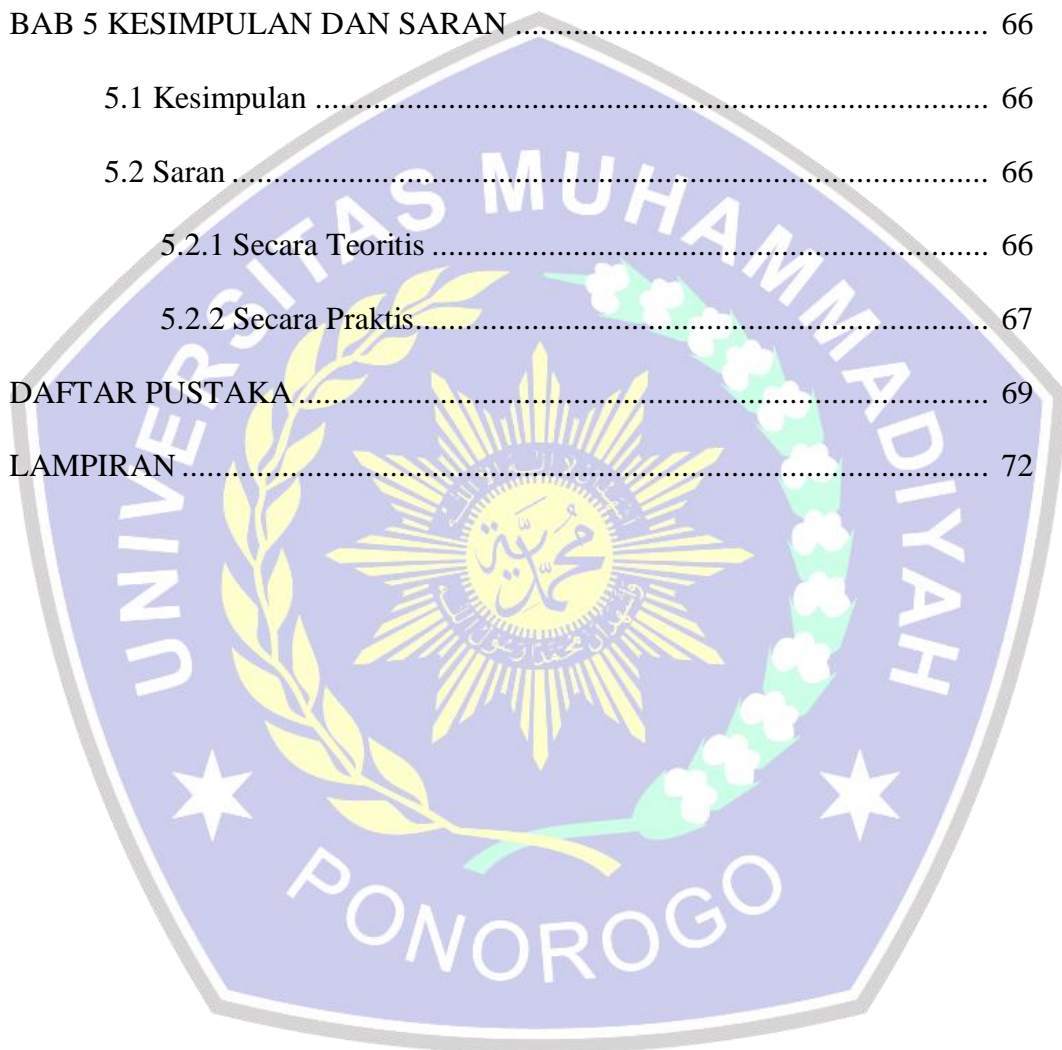 BAB 5 KESIMPULAN DAN SARAN ........................................................... 66
5.1 Kesimpulan ..................................................................................... 66
5.2 Saran ................................................................................................ 66
5.2.1 Secara Teoritis ....................................................................... 66
5.2.2 Secara Praktis......................................................................... 67
DAFTAR PUSTAKA ....................................................................................... 69
LAMPIRAN ..................................................................................................... 72
UNIVERSITAS MUHAMMADIYAH
PONOROGO
محمدية